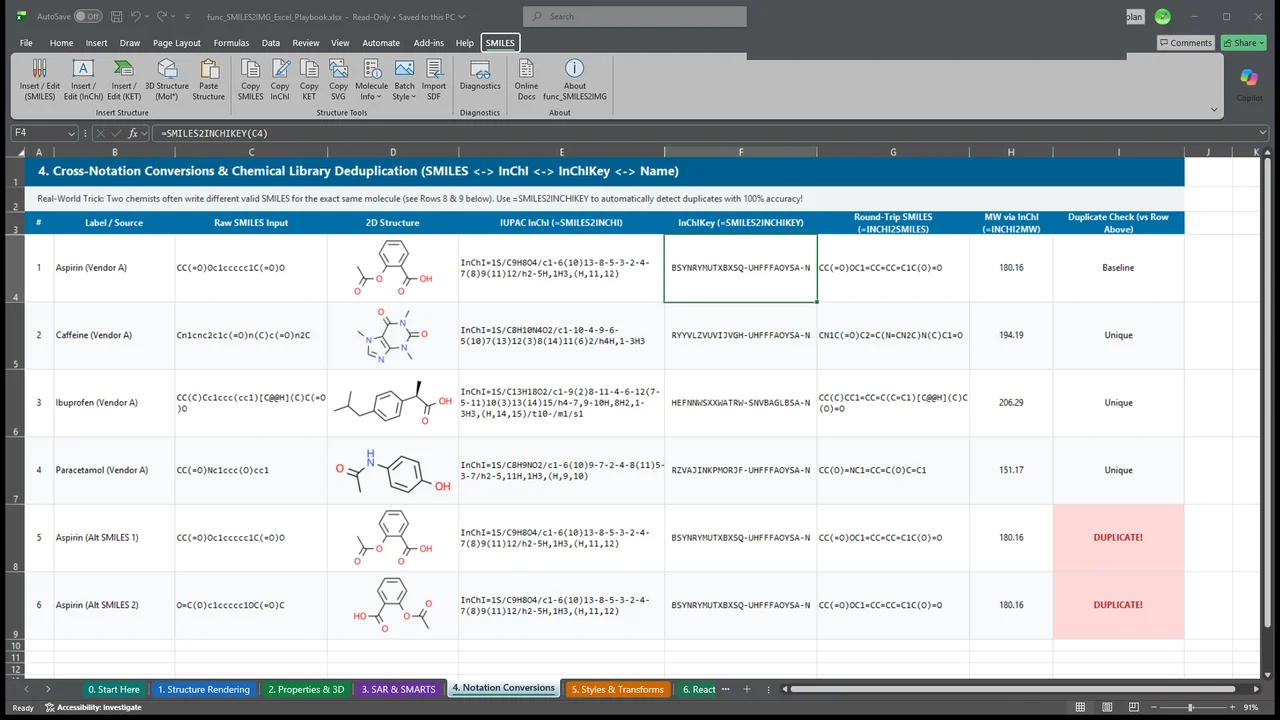 AutoSave Off func_SMILES2IMG_Excel_Playbook.xlsx - Read-Only • Saved to this PC Search olan
File Home Insert Draw Page Layout Formulas Data Review View Automate Add-ins Help SMILES Comments Share
Insert / Edit (SMILES) Insert / Edit (InChI) Insert / Edit (KET) 3D Structure (Mol*) Paste Structure Copy SMILES Copy InChI Copy KET Copy SVG Molecule Info Batch Style Import SDF Diagnostics Online Docs About func_SMILES2IMG Copilot
Insert Structure Structure Tools Diagnostics About
F4 fx =SMILES2INCHIKEY(C4)
A B C D E F G H I J K
1 4. Cross-Notation Conversions & Chemical Library Deduplication (SMILES <-> InChI <-> InChIKey <-> Name)
2 Real-World Trick: Two chemists often write different valid SMILES for the exact same molecule (see Rows 8 & 9 below). Use =SMILES2INCHIKEY to automatically detect duplicates with 100% accuracy!
3 # Label / Source Raw SMILES Input 2D Structure IUPAC InChI (=SMILES2INCHI) InChIKey (=SMILES2INCHIKEY) Round-Trip SMILES (=INCHI2SMILES) MW via InChI (=INCHI2MW) Duplicate Check (vs Row Above)
4 1 Aspirin (Vendor A) CC(=O)Oc1ccccc1C(=O)O O O O OH InChI=1S/C9H8O4/c1-6(10)13-8-5-3-2-4-7(8)9(11)12/h2-5H,1H3,(H,11,12) BSYNRYMUTXBXSQ-UHFFFAOYSA-N CC(=O)OC1=CC=CC=C1C(O)=O 180.16 Baseline
5 2 Caffeine (Vendor A) Cn1cnc2c1c(=O)n(C)c(=O)n2C O N O N N N InChI=1S/C8H10N4O2/c1-10-4-9-6-5(10)7(13)12(3)8(14)11(6)2/h4H,1-3H3 RYYVLZVUVIJVGH-UHFFFAOYSA-N CN1C(=O)C2=C(N=CN2C)N(C)C1=O 194.19 Unique
6 3 Ibuprofen (Vendor A) CC(C)Cc1ccc(cc1)[C@@H](C)C(=O)O OH O InChI=1S/C13H18O2/c1-9(2)8-11-4-6-12(7-5-11)10(3)13(14)15/h4-7,9-10H,8H2,1-3H3,(H,14,15)/t10-/m1/s1 HEFNNWSXXWATRW-SNVBAGLBSA-N CC(C)CC1=CC=C(C=C1)[C@@H](C)C(O)=O 206.29 Unique
7 4 Paracetamol (Vendor A) CC(=O)Nc1ccc(O)cc1 O H N OH InChI=1S/C8H9NO2/c1-6(10)9-7-2-4-8(11)5-3-7/h2-5,11H,1H3,(H,9,10) RZVAJINKPMORJF-UHFFFAOYSA-N CC(O)=NC1=CC=C(O)C=C1 151.17 Unique
8 5 Aspirin (Alt SMILES 1) CC(=O)Oc1ccccc1C(=O)O O O O OH InChI=1S/C9H8O4/c1-6(10)13-8-5-3-2-4-7(8)9(11)12/h2-5H,1H3,(H,11,12) BSYNRYMUTXBXSQ-UHFFFAOYSA-N CC(=O)OC1=CC=CC=C1C(O)=O 180.16 DUPLICATE!
9 6 Aspirin (Alt SMILES 2) O=C(O)c1ccccc1OC(=O)C HO O O O InChI=1S/C9H8O4/c1-6(10)13-8-5-3-2-4-7(8)9(11)12/h2-5H,1H3,(H,11,12) BSYNRYMUTXBXSQ-UHFFFAOYSA-N CC(=O)OC1=CC=CC=C1C(O)=O 180.16 DUPLICATE!
10
11
12
0. Start Here 1. Structure Rendering 2. Properties & 3D 3. SAR & SMARTS 4. Notation Conversions 5. Styles & Transforms 6. React ...
Ready Accessibility: Investigate 91%